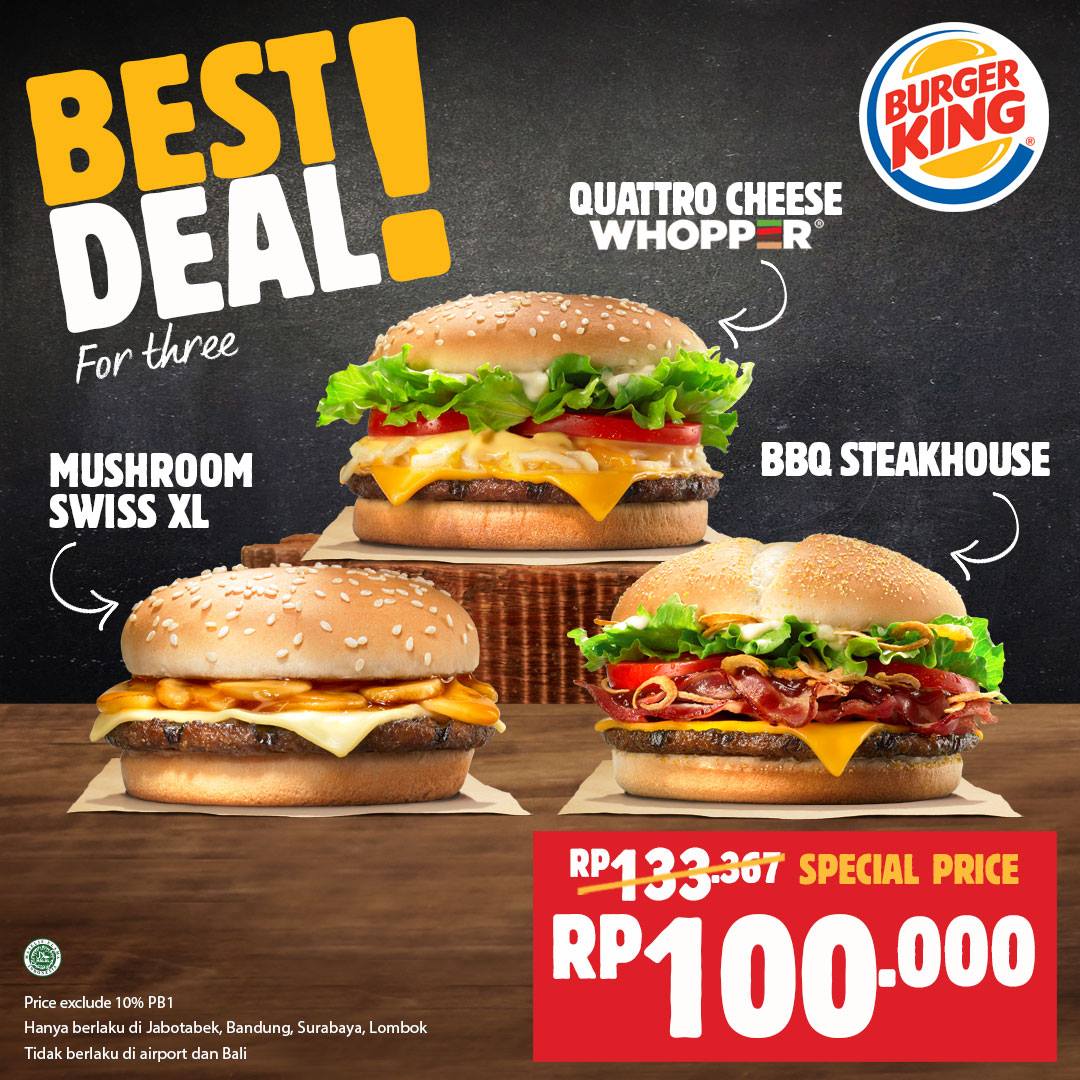 BEST
DEAL!
For three
BURGER
KING®
QUATTRO CHEESE
WHOPPER®
MUSHROOM
SWISS XL
BBQ STEAKHOUSE
RP133.367 SPECIAL PRICE
RP100.000
HALAL
Price exclude 10% PB1
Hanya berlaku di Jabotabek, Bandung, Surabaya, Lombok
Tidak berlaku di airport dan Bali